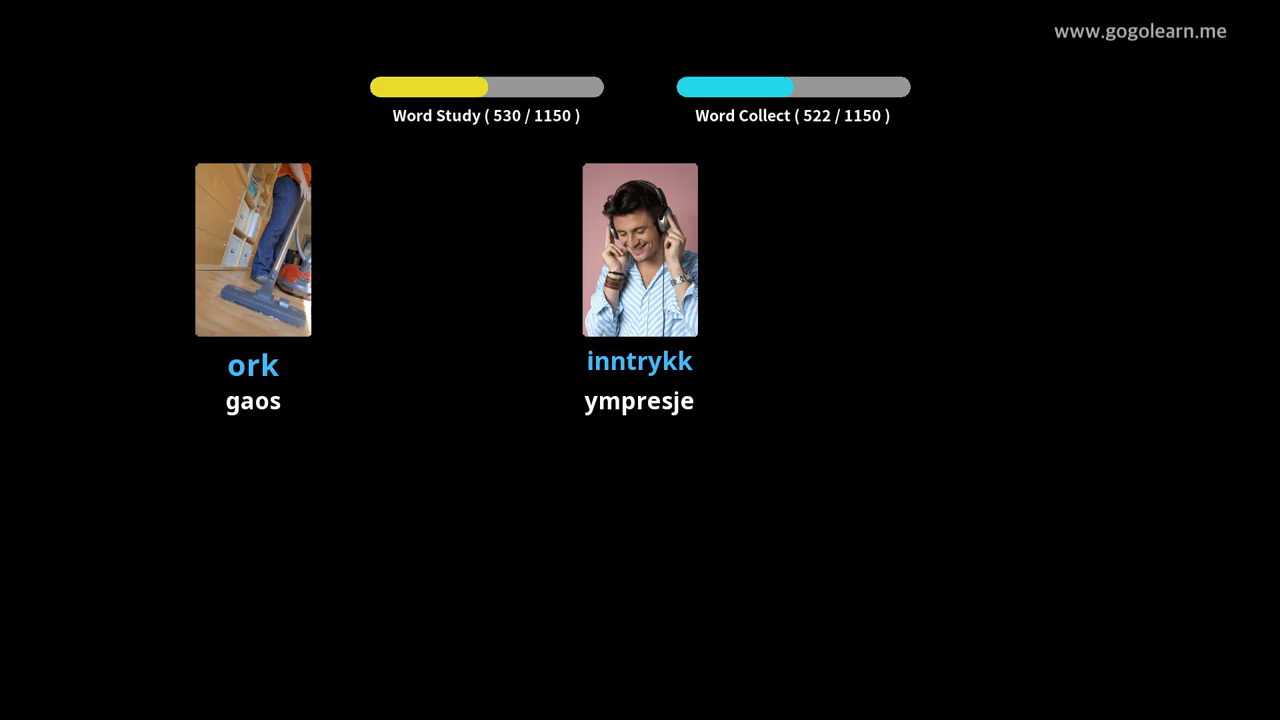 www.gogolearn.me
Word Study ( 530 / 1150 )
Word Collect ( 522 / 1150 )
ork
gaos
inntrykk
ympresje